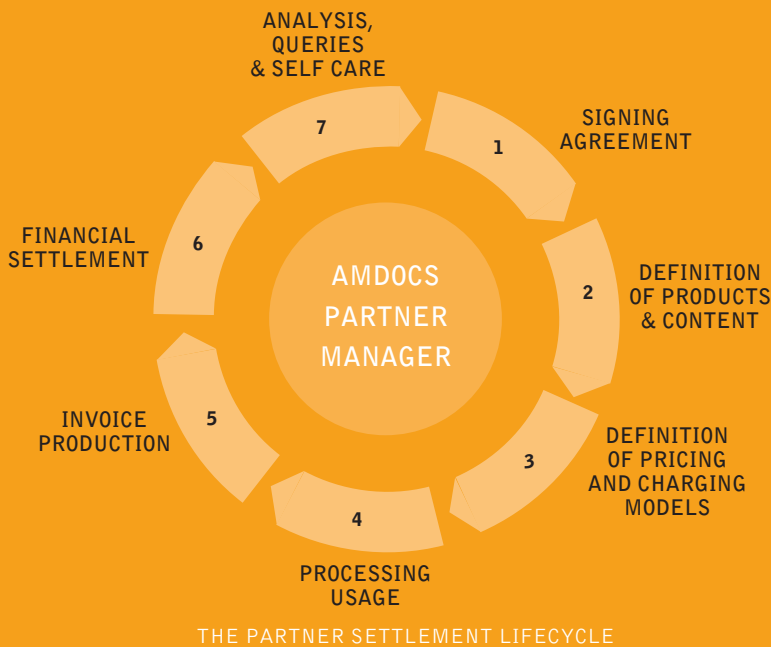 ANALYSIS,
QUERIES
& SELF CARE
7
1
SIGNING
AGREEMENT
2
DEFINITION
OF PRODUCTS
& CONTENT
3
DEFINITION
OF PRICING
AND CHARGING
MODELS
4
PROCESSING
USAGE
5
INVOICE
PRODUCTION
6
FINANCIAL
SETTLEMENT
AMDOCS
PARTNER
MANAGER
THE PARTNER SETTLEMENT LIFECYCLE